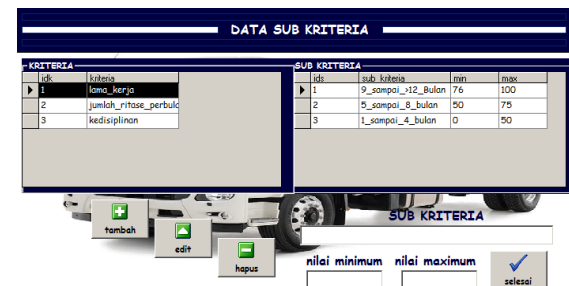 DATA SUB KRITERIA
KRITERIA
idk kriteria
1 lama_kerja
2 jumlah_ritase_perbula
3 kedisiplinan
SUB KRITERIA
ids sub_kriteria min max
1 9_sampai_>12_Bulan 76 100
2 5_sampai_8_bulan 50 75
3 1_sampai_4_bulan 0 50
tambah
edit
hapus
SUB KRITERIA
nilai minimum nilai maximum
selesai